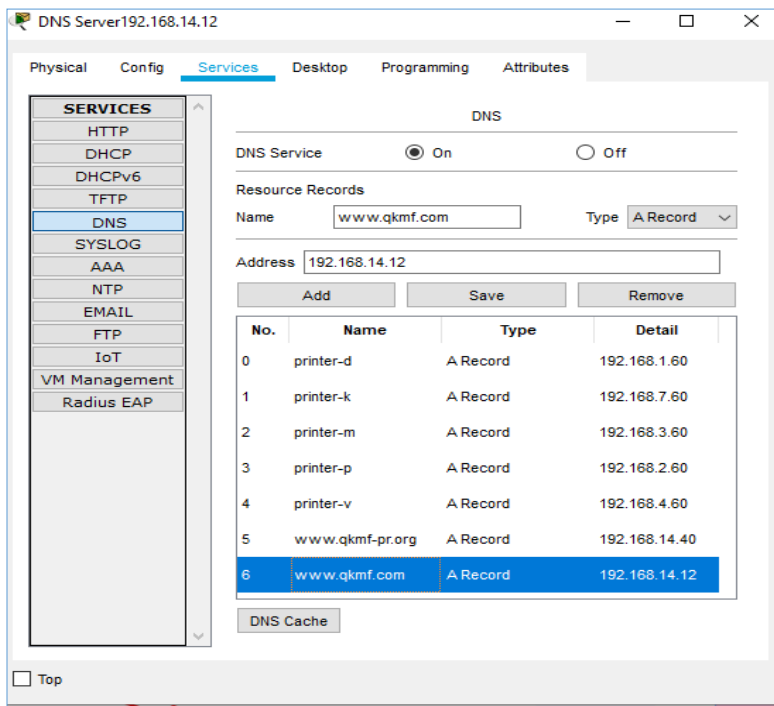 DNS Server192.168.14.12
Physical Config Services Desktop Programming Attributes
SERVICES
HTTP
DHCP
DHCPv6
TFTP
DNS
SYSLOG
AAA
NTP
EMAIL
FTP
IoT
VM Management
Radius EAP
DNS
DNS Service On Off
Resource Records
Name www.qkmf.com Type A Record
Address 192.168.14.12
Add Save Remove
No. Name Type Detail
0 printer-d A Record 192.168.1.60
1 printer-k A Record 192.168.7.60
2 printer-m A Record 192.168.3.60
3 printer-p A Record 192.168.2.60
4 printer-v A Record 192.168.4.60
5 www.qkmf-pr.org A Record 192.168.14.40
6 www.qkmf.com A Record 192.168.14.12
DNS Cache
Top